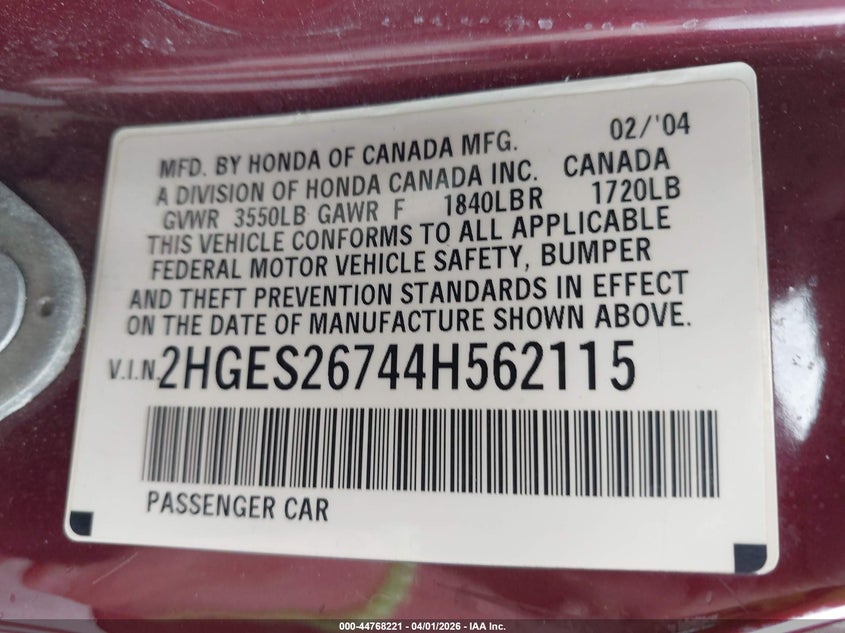 02/'04
MFD. BY HONDA OF CANADA MFG.
A DIVISION OF HONDA CANADA INC. CANADA
GVWR 3550LB GAWR F 1840LB R 1720LB
THIS VEHICLE CONFORMS TO ALL APPLICABLE
FEDERAL MOTOR VEHICLE SAFETY, BUMPER
AND THEFT PREVENTION STANDARDS IN EFFECT
ON THE DATE OF MANUFACTURE SHOWN ABOVE.
V.I.N. 2HGES26744H562115
PASSENGER CAR
000-44768221 - 04/01/2026 - IAA Inc.